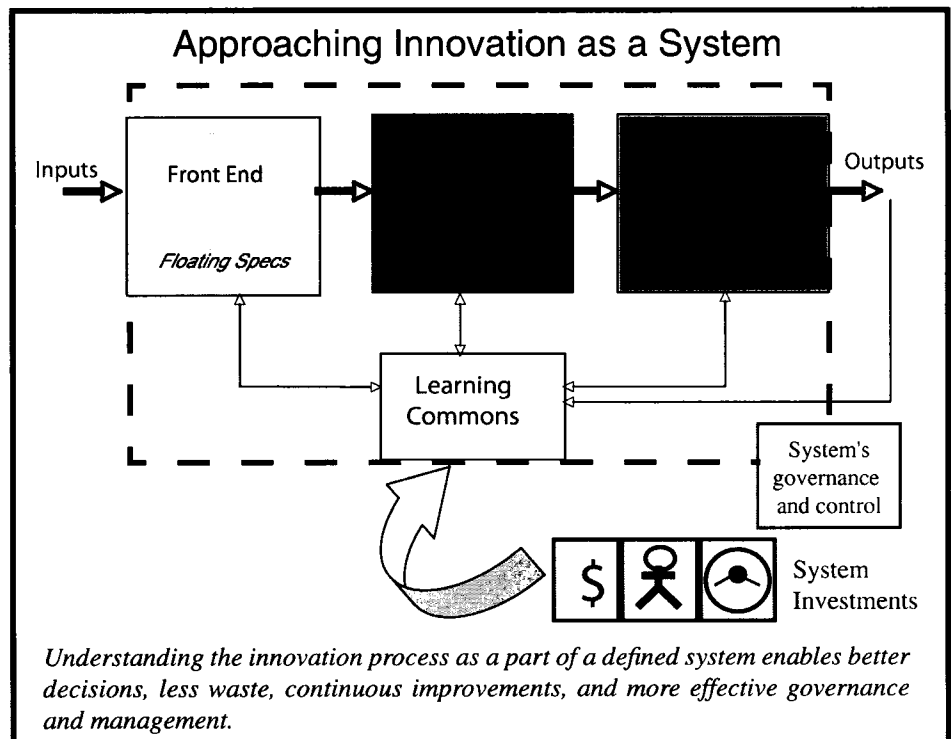 Approaching Innovation as a System
Inputs
Front End
Floating Specs
Outputs
Learning
Commons
System's
governance
and control
$
System
Investments
Understanding the innovation process as a part of a defined system enables better
decisions, less waste, continuous improvements, and more effective governance
and management.